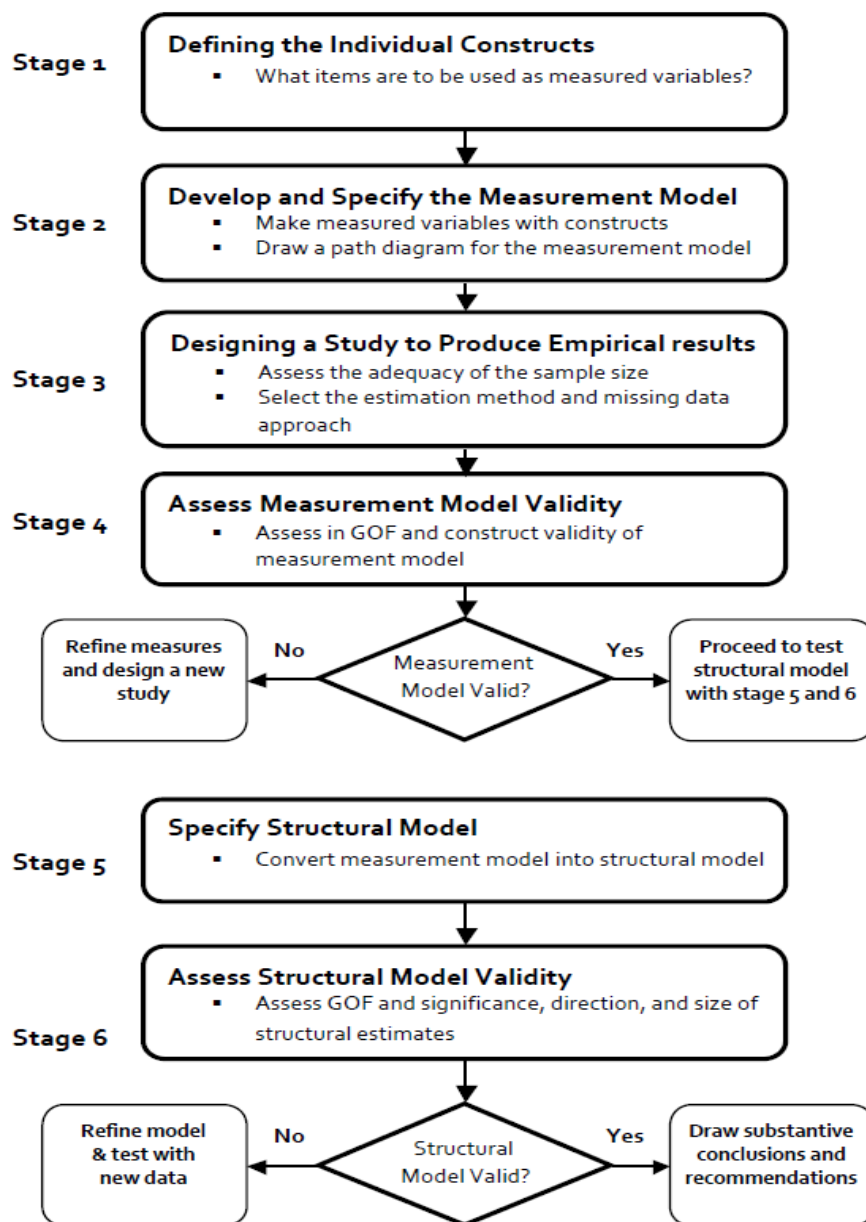 Stage 1
Defining the Individual Constructs
▪ What items are to be used as measured variables?
Stage 2
Develop and Specify the Measurement Model
▪ Make measured variables with constructs
▪ Draw a path diagram for the measurement model
Stage 3
Designing a Study to Produce Empirical results
▪ Assess the adequacy of the sample size
▪ Select the estimation method and missing data
approach
Stage 4
Assess Measurement Model Validity
▪ Assess in GOF and construct validity of
measurement model
Refine measures
and design a new
study
No
Measurement
Model Valid?
Yes
Proceed to test
structural model
with stage 5 and 6
Stage 5
Specify Structural Model
▪ Convert measurement model into structural model
Stage 6
Assess Structural Model Validity
▪ Assess GOF and significance, direction, and size of
structural estimates
Refine model
& test with
new data
No
Structural
Model Valid?
Yes
Draw substantive
conclusions and
recommendations